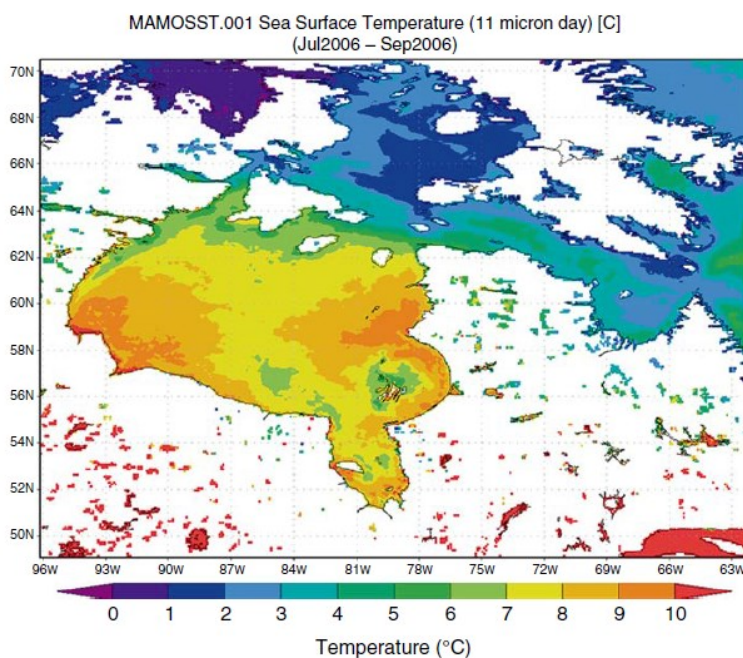 MAMOSST.001 Sea Surface Temperature (11 micron day) [C]
(Jul2006 – Sep2006)
70N
68N
66N
64N
62N
60N
58N
56N
54N
52N
50N
96W 93W 90W 87W 84W 81W 78W 75W 72W 69W 66W 63W
0 1 2 3 4 5 6 7 8 9 10
Temperature (°C)